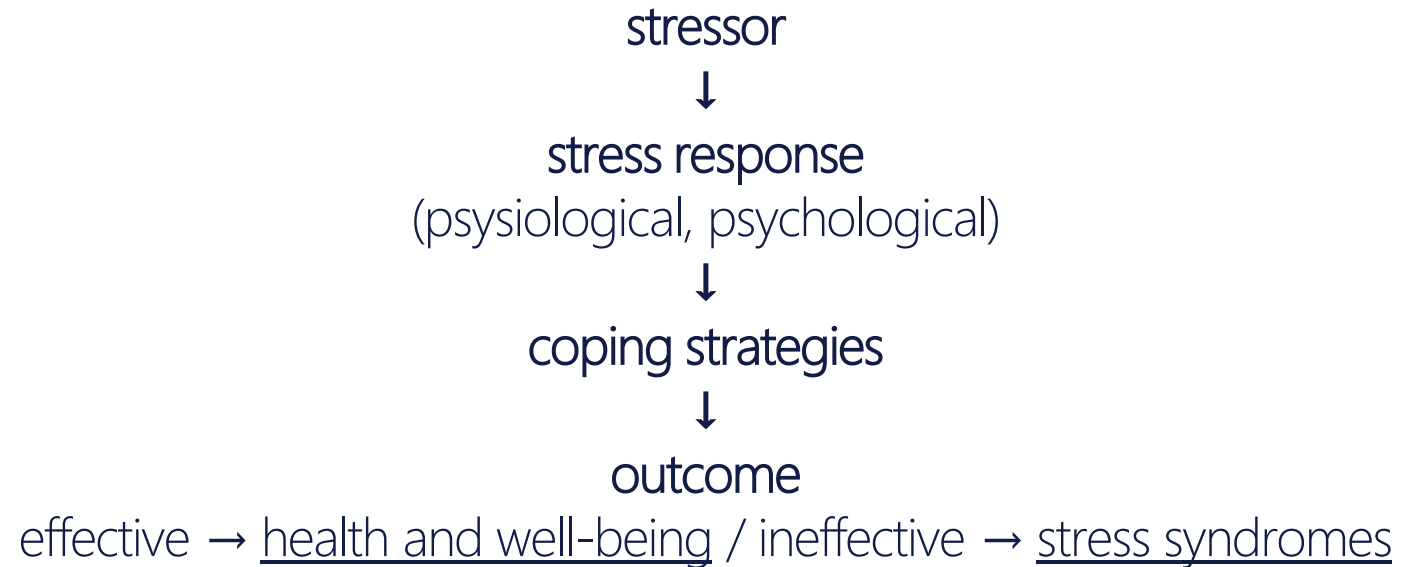 stressor
↓
stress response
(psysiological, psychological)
↓
coping strategies
↓
outcome
effective → health and well-being / ineffective → stress syndromes